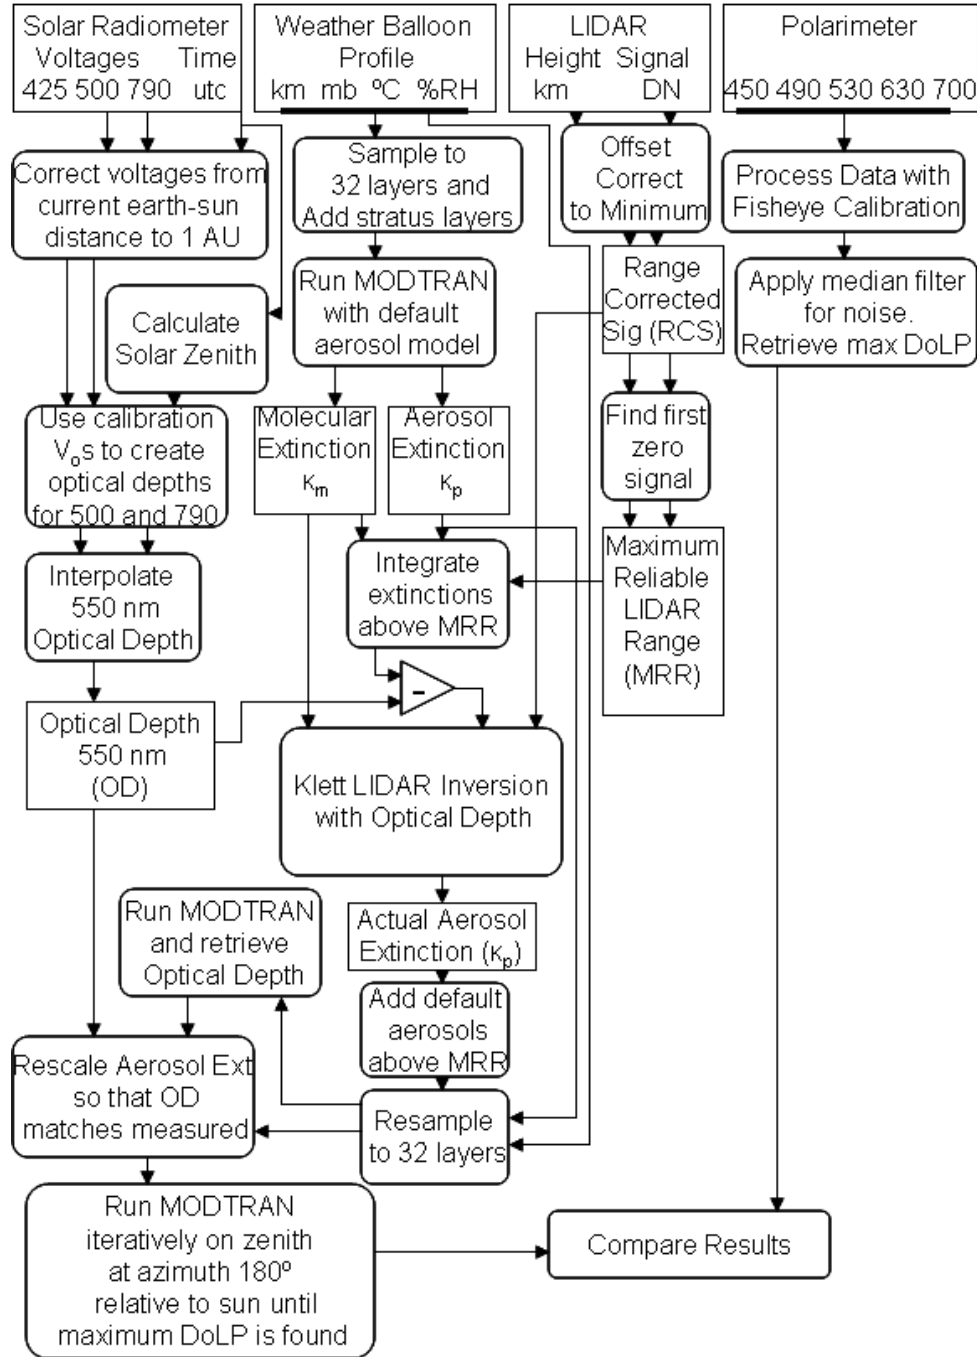 Solar Radiometer
Voltages Time
425 500 790 utc
Weather Balloon
Profile
km mb ºC %RH
LIDAR
Height Signal
km DN
Polarimeter
450 490 530 630 700
Correct voltages from
current earth-sun
distance to 1 AU
Sample to
32 layers and
Add stratus layers
Offset
Correct
to Minimum
Process Data with
Fisheye Calibration
Calculate
Solar Zenith
Run MODTRAN
with default
aerosol model
Range
Corrected
Sig (RCS)
Apply median filter
for noise.
Retrieve max DoLP
Use calibration
Vₒs to create
optical depths
for 500 and 790
Molecular
Extinction
κₘ
Aerosol
Extinction
κₚ
Find first
zero
signal
Interpolate
550 nm
Optical Depth
Integrate
extinctions
above MRR
Maximum
Reliable
LIDAR
Range
(MRR)
-
Optical Depth
550 nm
(OD)
Klett LIDAR Inversion
with Optical Depth
Run MODTRAN
and retrieve
Optical Depth
Actual Aerosol
Extinction (κₚ)
Add default
aerosols
above MRR
Rescale Aerosol Ext
so that OD
matches measured
Resample
to 32 layers
Run MODTRAN
iteratively on zenith
at azimuth 180º
relative to sun until
maximum DoLP is found
Compare Results